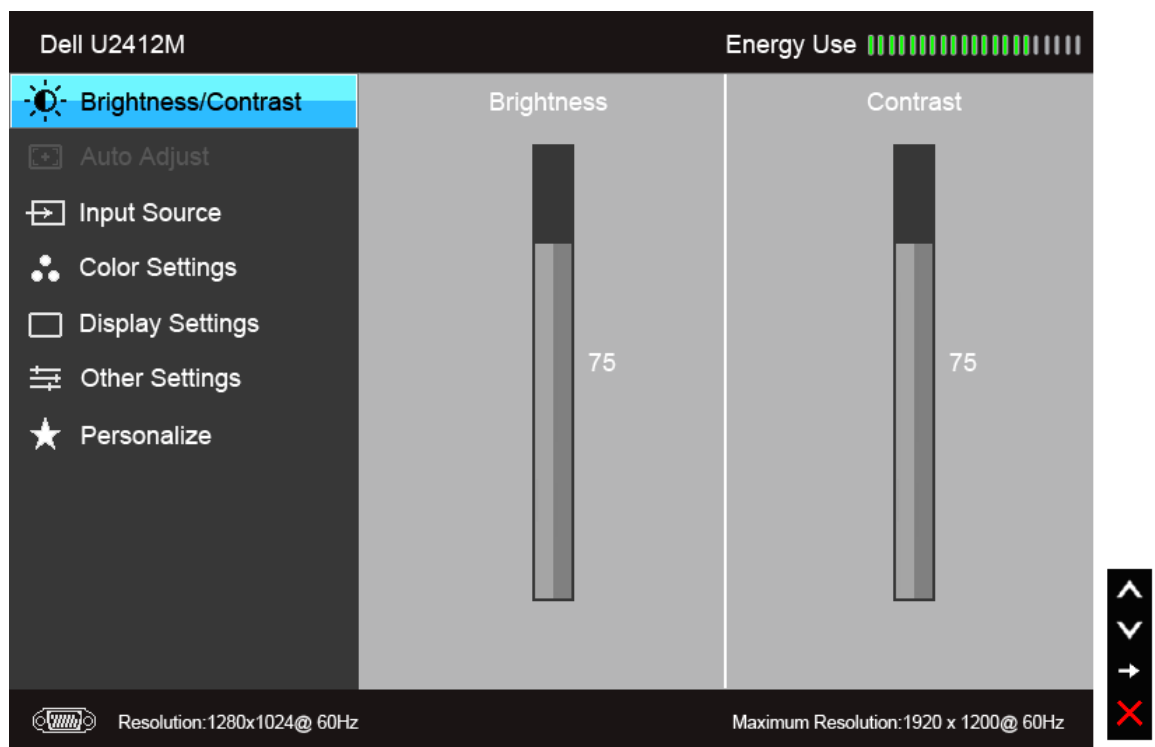 Dell U2412M
Energy Use
Brightness/Contrast
Auto Adjust
Input Source
Color Settings
Display Settings
Other Settings
Personalize
Brightness
75
Contrast
75
Resolution:1280x1024@ 60Hz
Maximum Resolution:1920 x 1200@ 60Hz